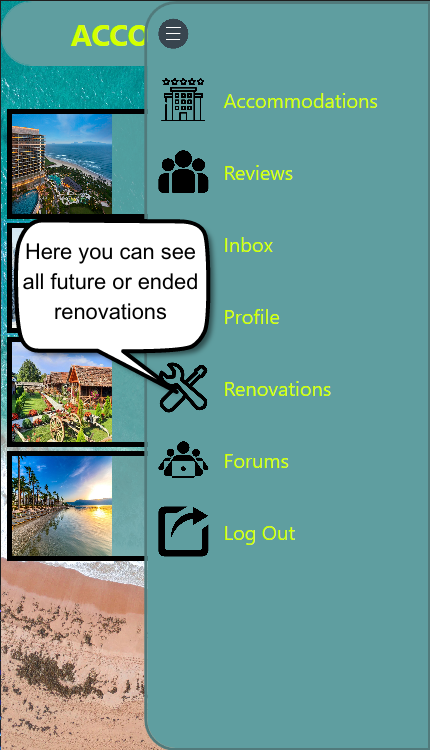 ACCO
Accommodations
Reviews
Here you can see
all future or ended
renovations
Inbox
Profile
Renovations
Forums
Log Out